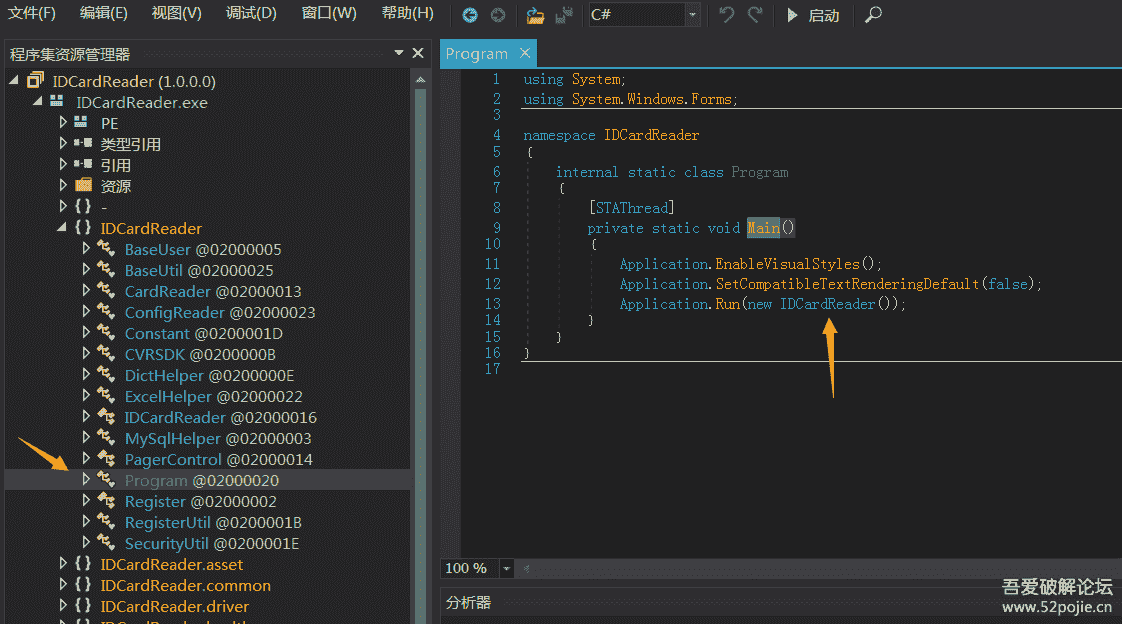 文件(F) 编辑(E) 视图(V) 调试(D) 窗口(W) 帮助(H) C# 启动
程序集资源管理器
IDCardReader (1.0.0.0)
IDCardReader.exe
PE
类型引用
引用
资源
{ } -
{ } IDCardReader
BaseUser @02000005
BaseUtil @02000025
CardReader @02000013
ConfigReader @02000023
Constant @0200001D
CVRSDK @0200000B
DictHelper @0200000E
ExcelHelper @02000022
IDCardReader @02000016
MySqlHelper @02000003
PagerControl @02000014
Program @02000020
Register @02000002
RegisterUtil @0200001B
SecurityUtil @0200001E
{ } IDCardReader.asset
{ } IDCardReader.common
{ } IDCardReader.driver
Program
1 using System;
2 using System.Windows.Forms;
3
4 namespace IDCardReader
5 {
6 internal static class Program
7 {
8 [STAThread]
9 private static void Main()
10 {
11 Application.EnableVisualStyles();
12 Application.SetCompatibleTextRenderingDefault(false);
13 Application.Run(new IDCardReader());
14 }
15 }
16 }
17
100 %
分析器
吾爱破解论坛
www.52pojie.cn